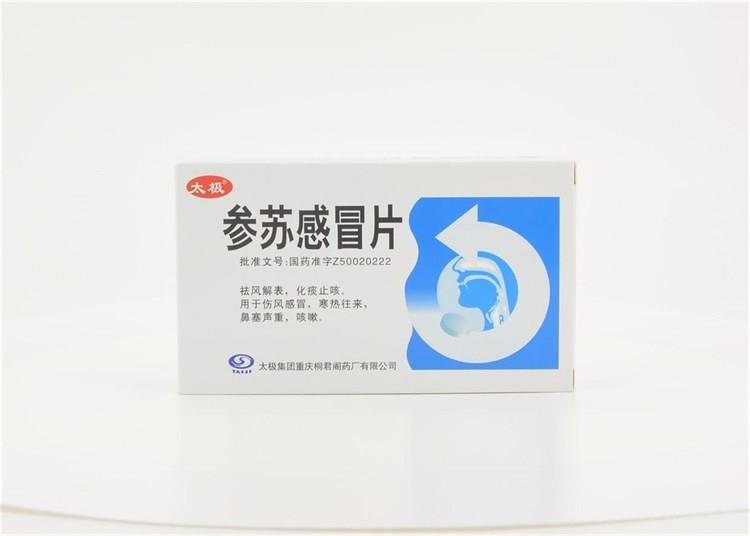 太极®
参苏感冒片
批准文号:国药准字Z50020222
祛风解表、化痰止咳。
用于伤风感冒，寒热往来，
鼻塞声重，咳嗽。
TAIJI
太极集团重庆桐君阁药厂有限公司